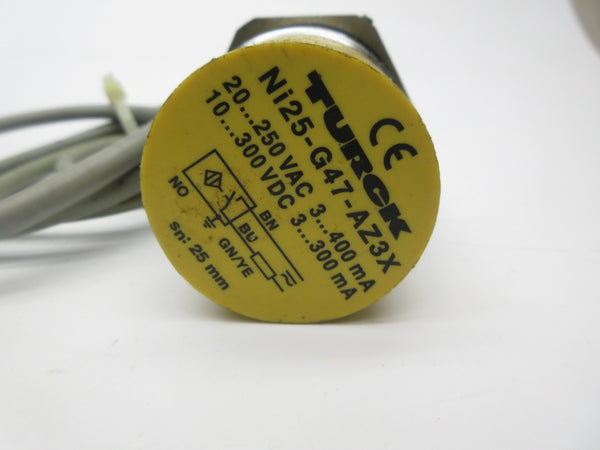 CE
TURCK
Ni25-G47-AZ3X
20...250 VAC 3...400 mA
10...300 VDC 3...300 mA
BN
NO
BU
GN/YE
sn: 25 mm